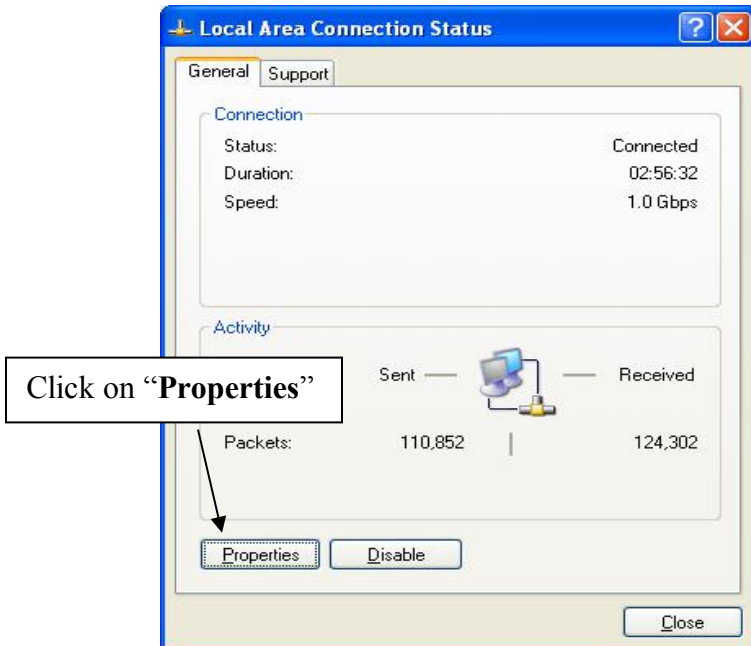 Local Area Connection Status
General Support
Connection
Status: Connected
Duration: 02:56:32
Speed: 1.0 Gbps
Activity
Sent Received
Click on “Properties”
Packets: 110,852 124,302
Properties Disable
Close